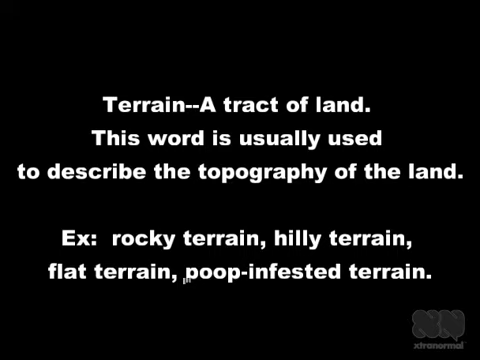 Terrain--A tract of land.
This word is usually used
to describe the topography of the land.
Ex:  rocky terrain, hilly terrain,
flat terrain, poop-infested terrain.
xtranormal™